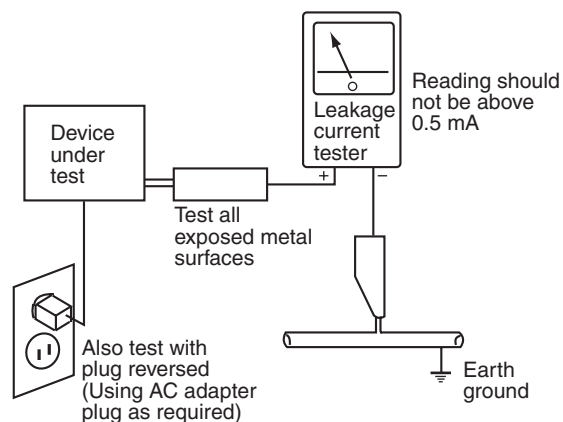 Device
under
test
Leakage
current
tester
+ −
Reading should
not be above
0.5 mA
Test all
exposed metal
surfaces
Also test with
plug reversed
(Using AC adapter
plug as required)
Earth
ground